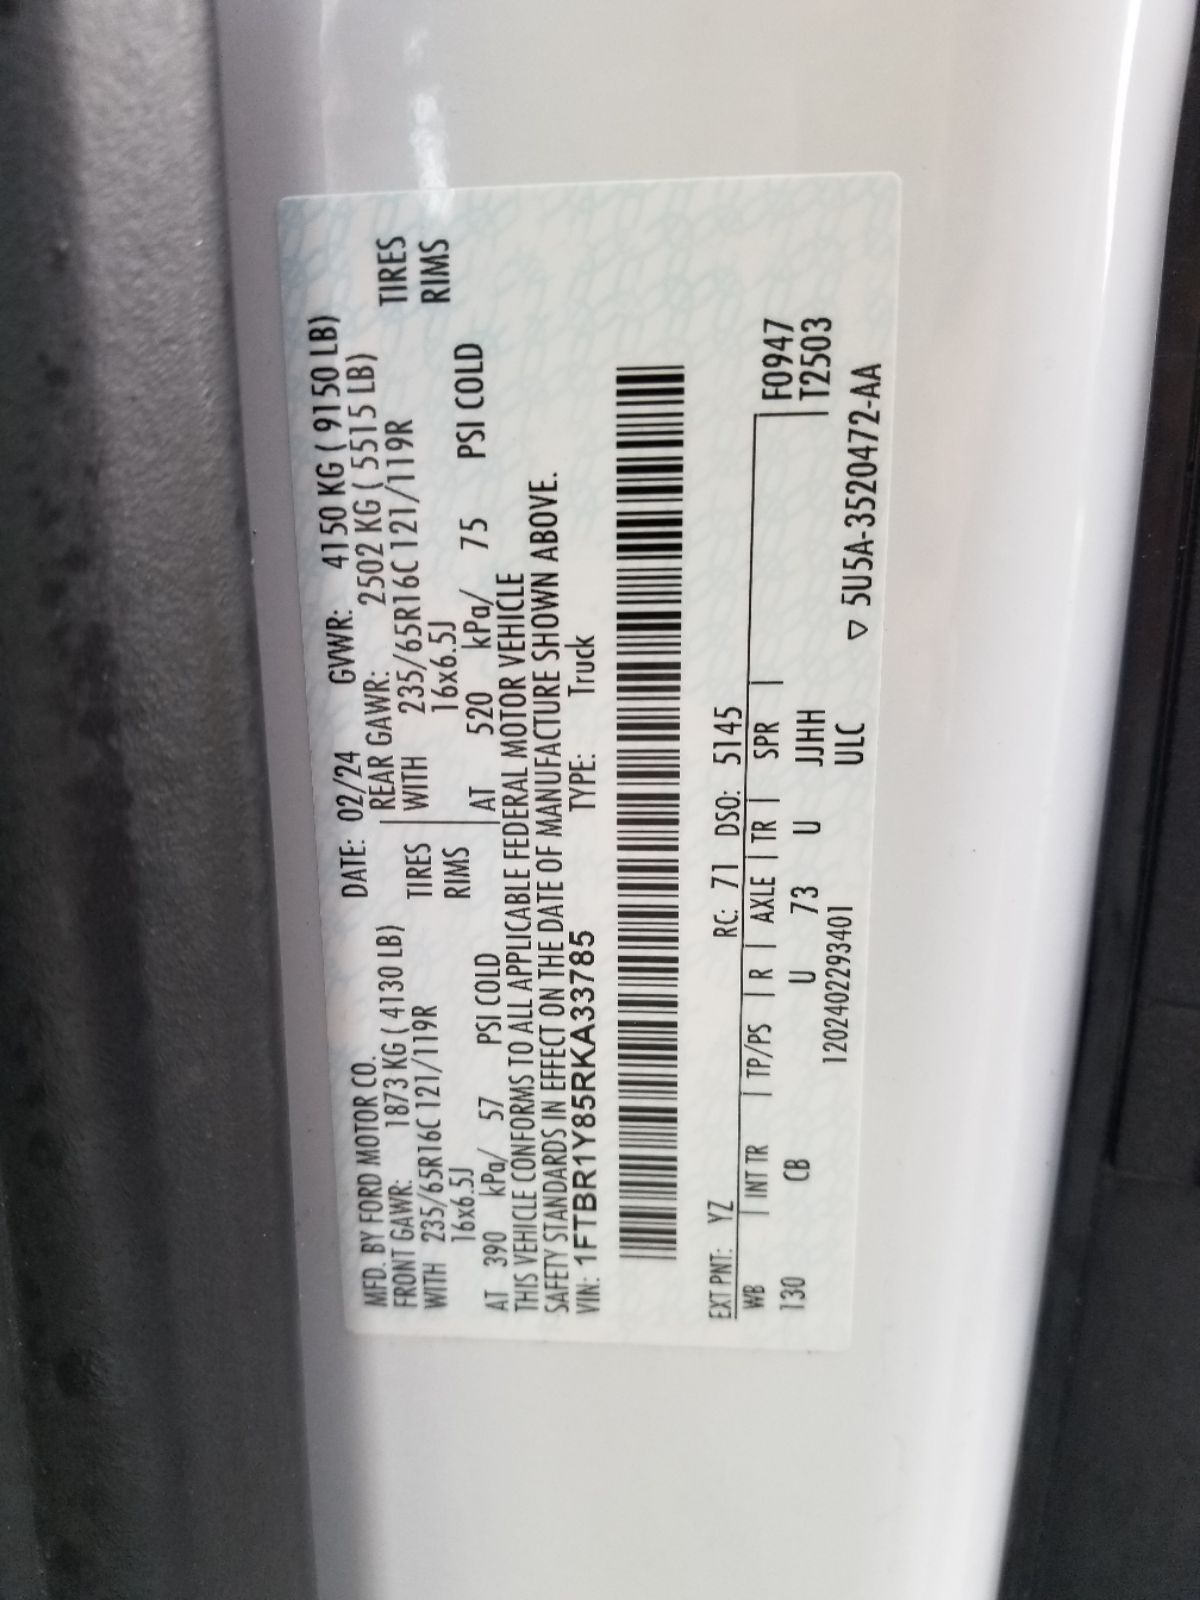 MFD. BY FORD MOTOR CO. DATE: 02/24 GVWR: 4150 KG ( 9150 LB)
FRONT GAWR: 1873 KG ( 4130 LB) REAR GAWR: 2502 KG ( 5515 LB)
WITH 235/65R16C 121/119R TIRES WITH 235/65R16C 121/119R TIRES
16x6.5J RIMS 16x6.5J RIMS
AT 390 kPa/ 57 PSI COLD AT 520 kPa/ 75 PSI COLD
THIS VEHICLE CONFORMS TO ALL APPLICABLE FEDERAL MOTOR VEHICLE
SAFETY STANDARDS IN EFFECT ON THE DATE OF MANUFACTURE SHOWN ABOVE.
VIN: 1FTBR1Y85RKA33785 TYPE: Truck
EXT PNT: YZ RC: 71 DSO: 5145
WB | INT TR | TP/PS | R | AXLE | TR | SPR | F0947
130 CB U 73 U JJHH T2503
1202402293401 ULC ▽ 5U5A-3520472-AA